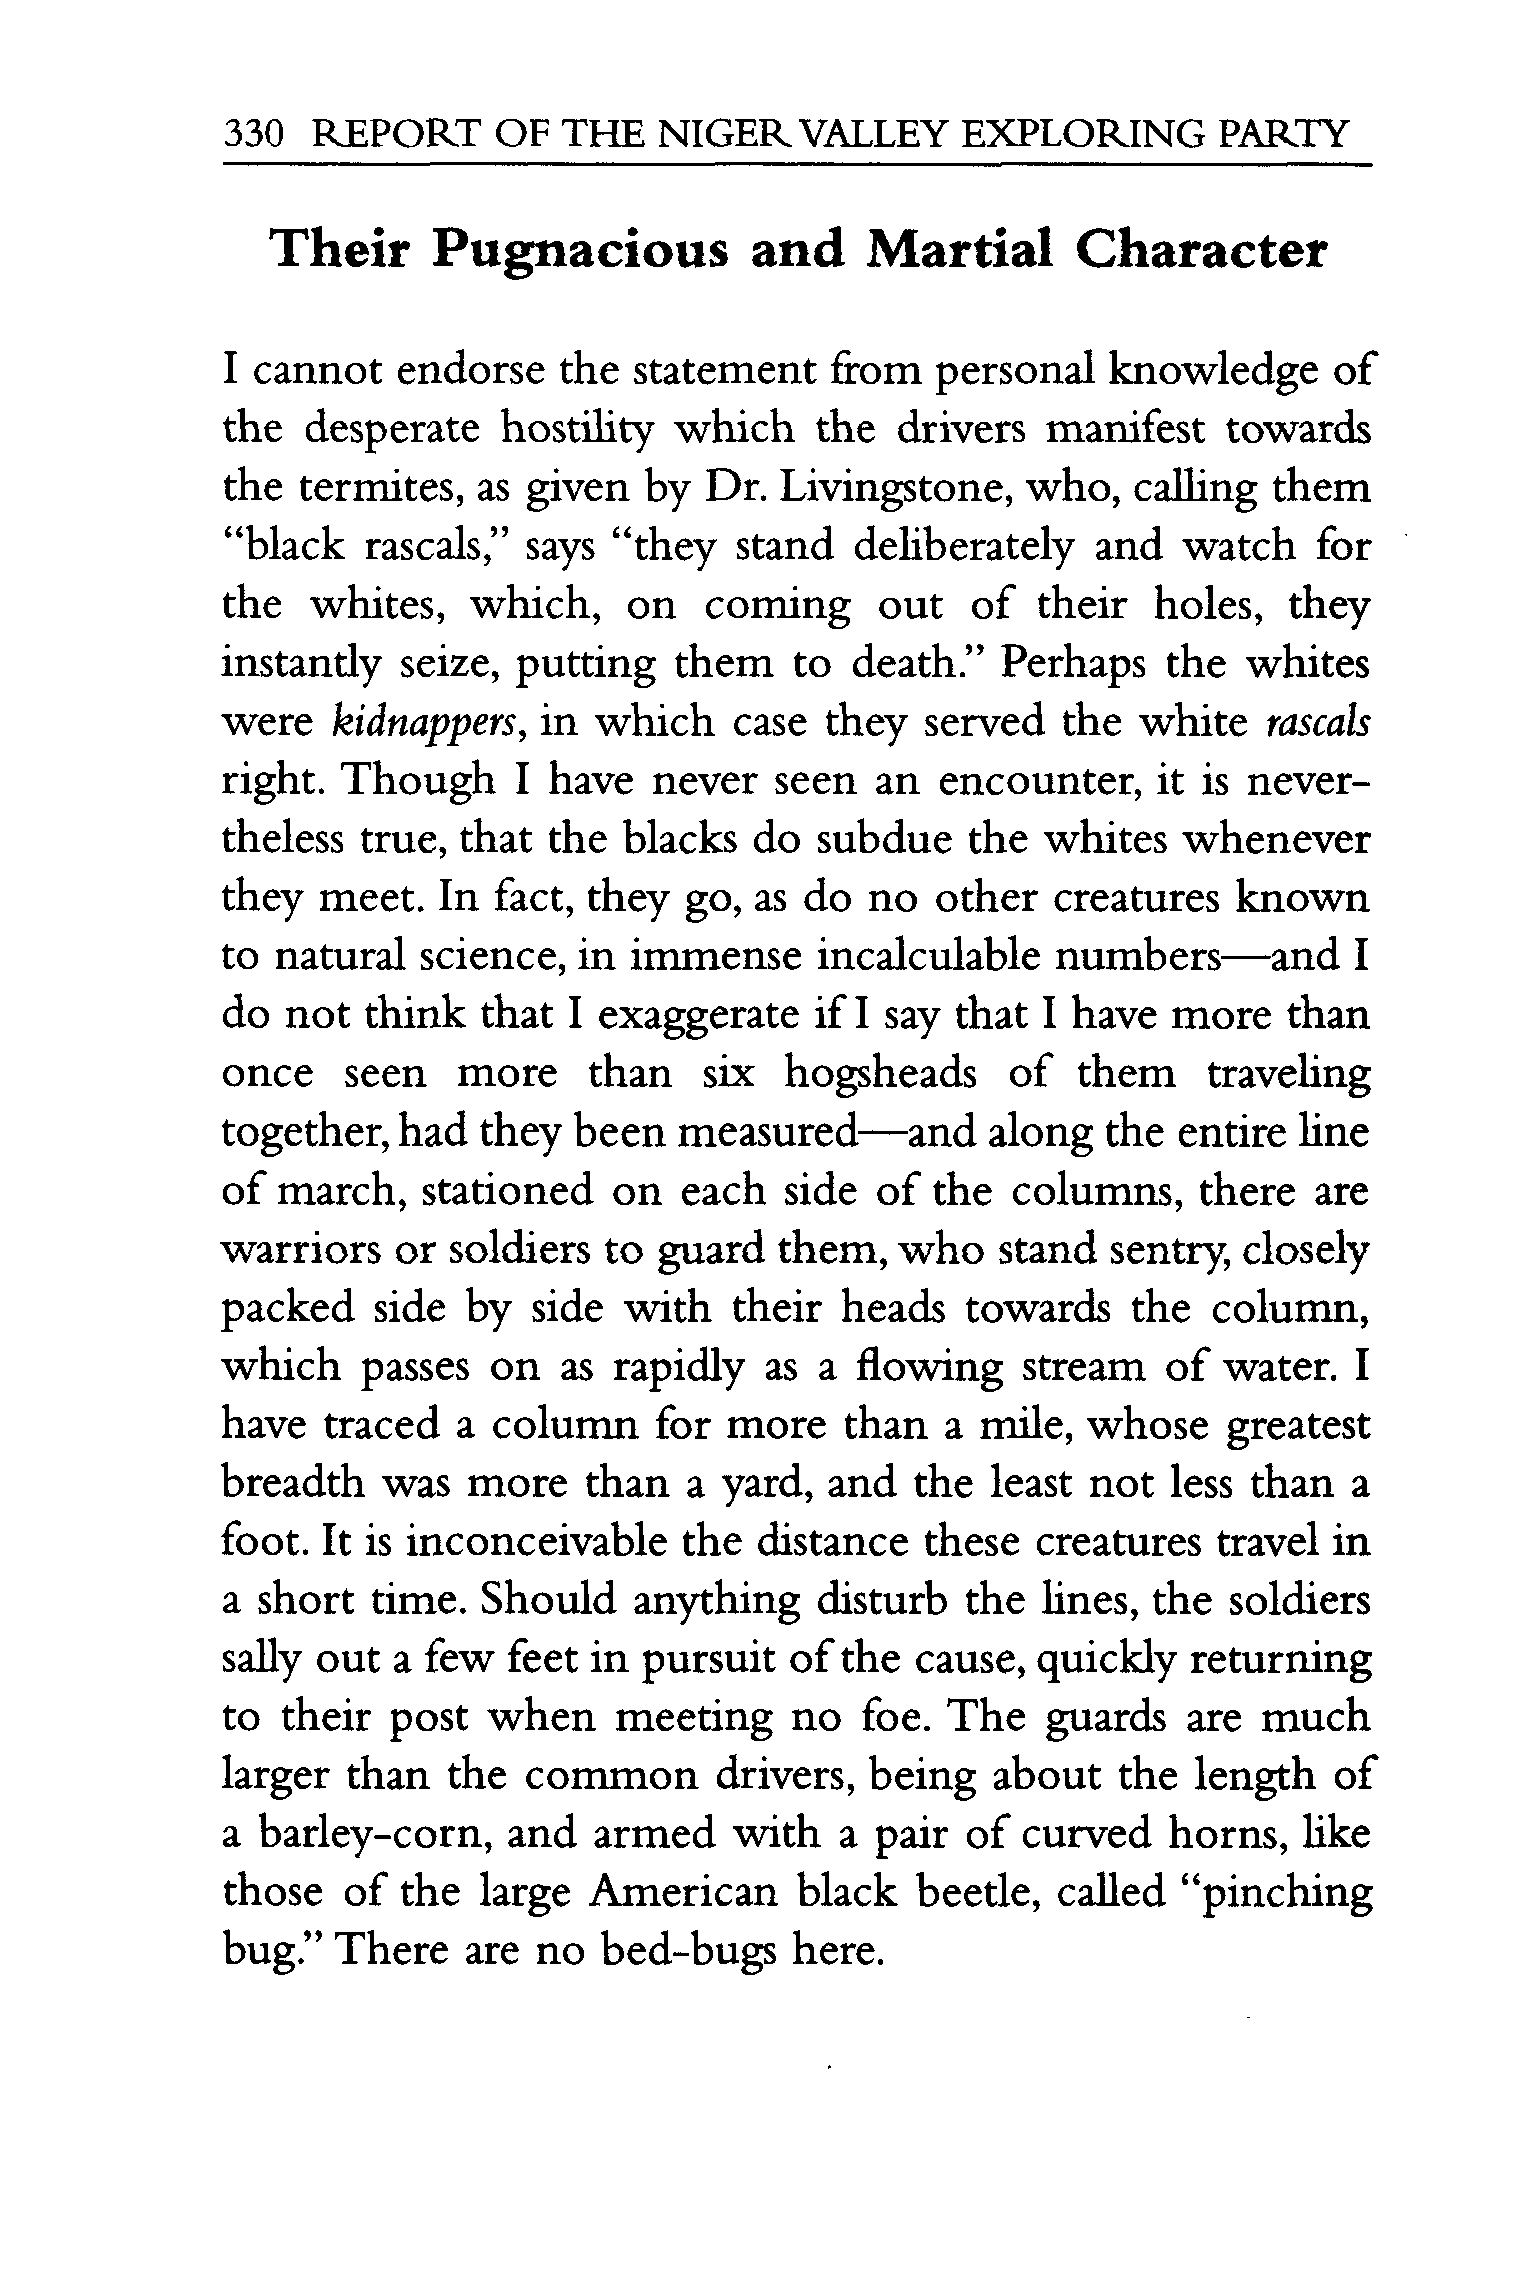 330 REPORT OF THE NIGER VALLEY EXPLORING PARTY
Their Pugnacious and Martial Character
I cannot endorse the statement from personal knowledge of
the desperate hostility which the drivers manifest towards
the termites, as given by Dr. Livingstone, who, calling them
“black rascals,” says “they stand deliberately and watch for
the whites, which, on coming out of their holes, they
instantly seize, putting them to death.” Perhaps the whites
were kidnappers, in which case they served the white rascals
right. Though I have never seen an encounter, it is never-
theless true, that the blacks do subdue the whites whenever
they meet. In fact, they go, as do no other creatures known
to natural science, in immense incalculable numbers—and I
do not think that I exaggerate if I say that I have more than
once seen more than six hogsheads of them traveling
together, had they been measured—and along the entire line
of march, stationed on each side of the columns, there are
warriors or soldiers to guard them, who stand sentry, closely
packed side by side with their heads towards the column,
which passes on as rapidly as a flowing stream of water. I
have traced a column for more than a mile, whose greatest
breadth was more than a yard, and the least not less than a
foot. It is inconceivable the distance these creatures travel in
a short time. Should anything disturb the lines, the soldiers
sally out a few feet in pursuit of the cause, quickly returning
to their post when meeting no foe. The guards are much
larger than the common drivers, being about the length of
a barley-corn, and armed with a pair of curved horns, like
those of the large American black beetle, called “pinching
bug.” There are no bed-bugs here.